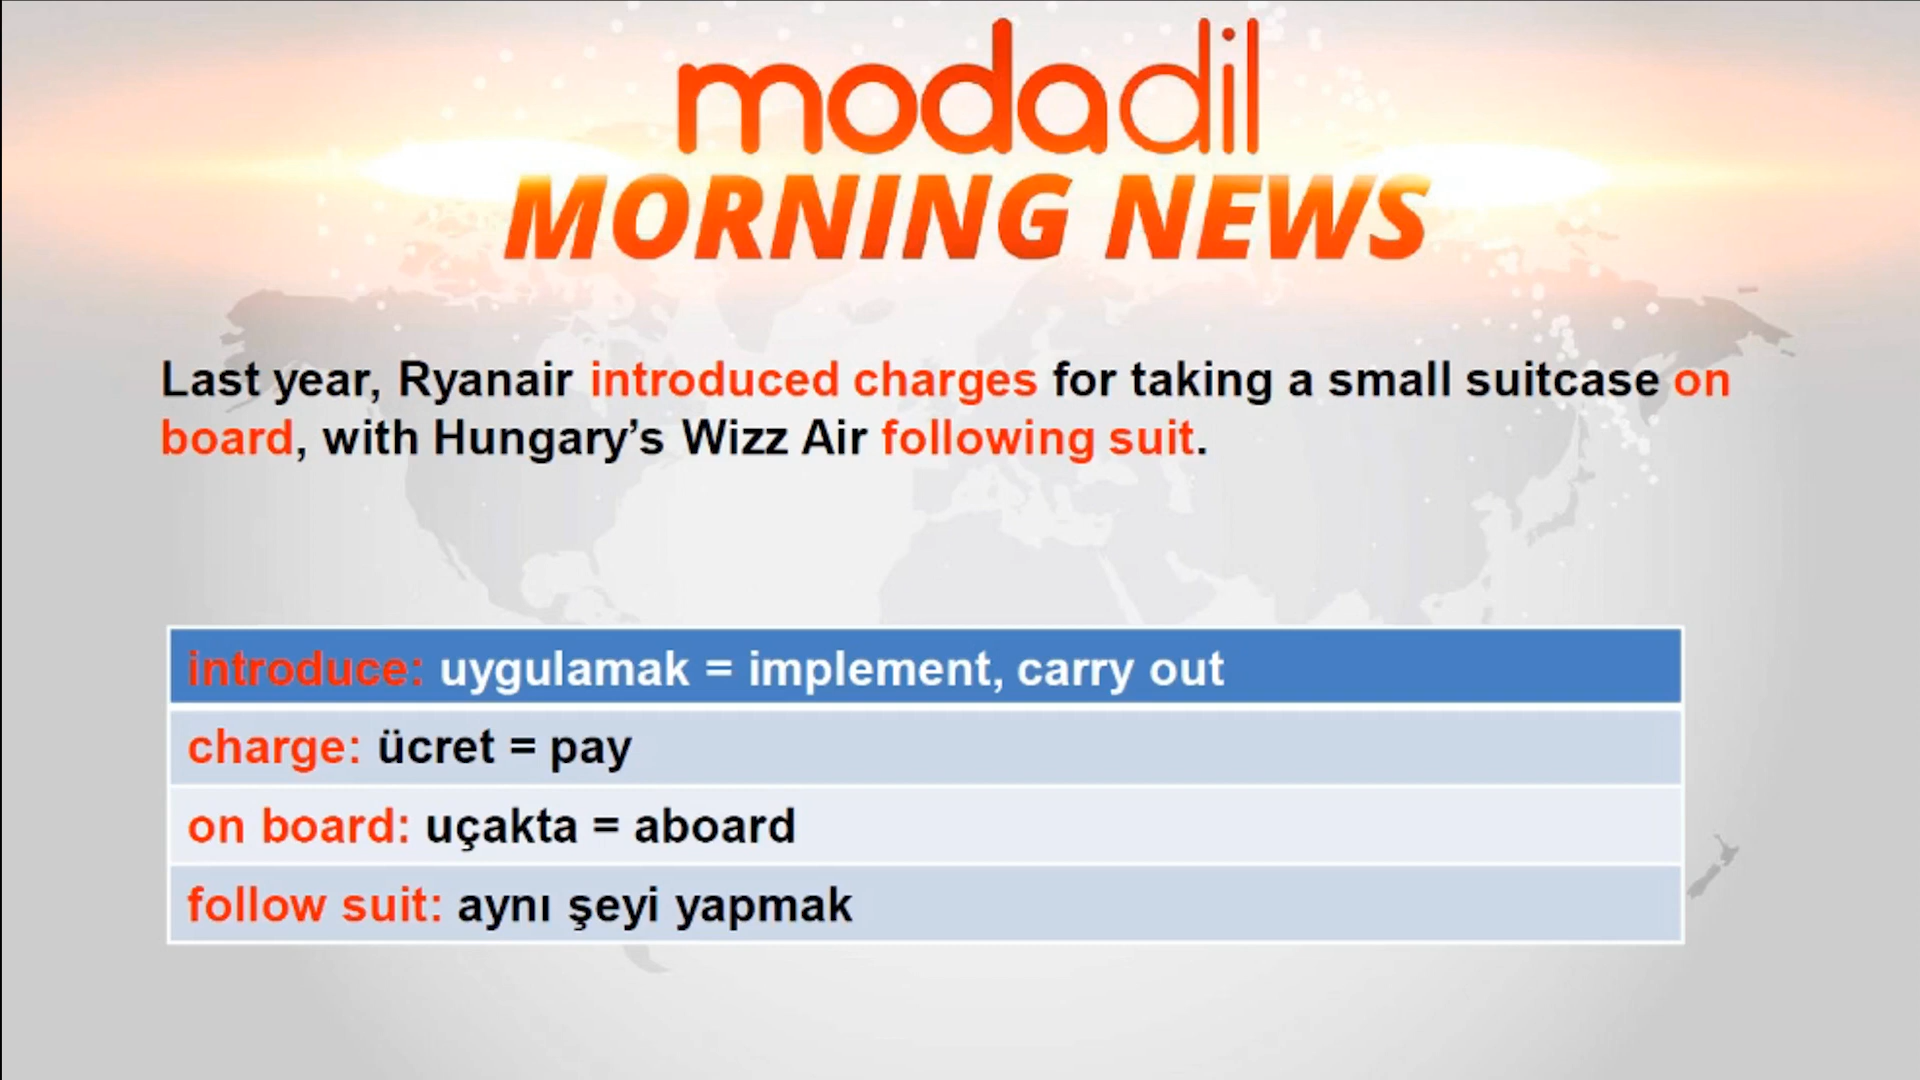 modadil
MORNING NEWS
Last year, Ryanair introduced charges for taking a small suitcase on
board, with Hungary’s Wizz Air following suit.
introduce: uygulamak = implement, carry out
charge: ücret = pay
on board: uçakta = aboard
follow suit: aynı şeyi yapmak